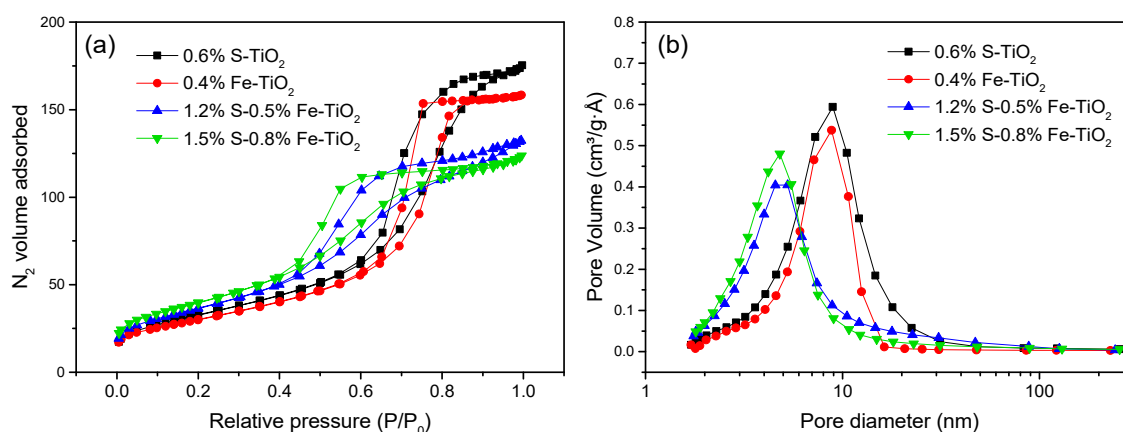 (a)
0.6% S-TiO₂
0.4% Fe-TiO₂
1.2% S-0.5% Fe-TiO₂
1.5% S-0.8% Fe-TiO₂
N₂ volume adsorbed
200
150
100
50
0
0.0 0.2 0.4 0.6 0.8 1.0
Relative pressure (P/P₀)
(b)
0.6% S-TiO₂
0.4% Fe-TiO₂
1.2% S-0.5% Fe-TiO₂
1.5% S-0.8% Fe-TiO₂
Pore Volume (cm³/g·Å)
0.8
0.7
0.6
0.5
0.4
0.3
0.2
0.1
0.0
1 10 100
Pore diameter (nm)